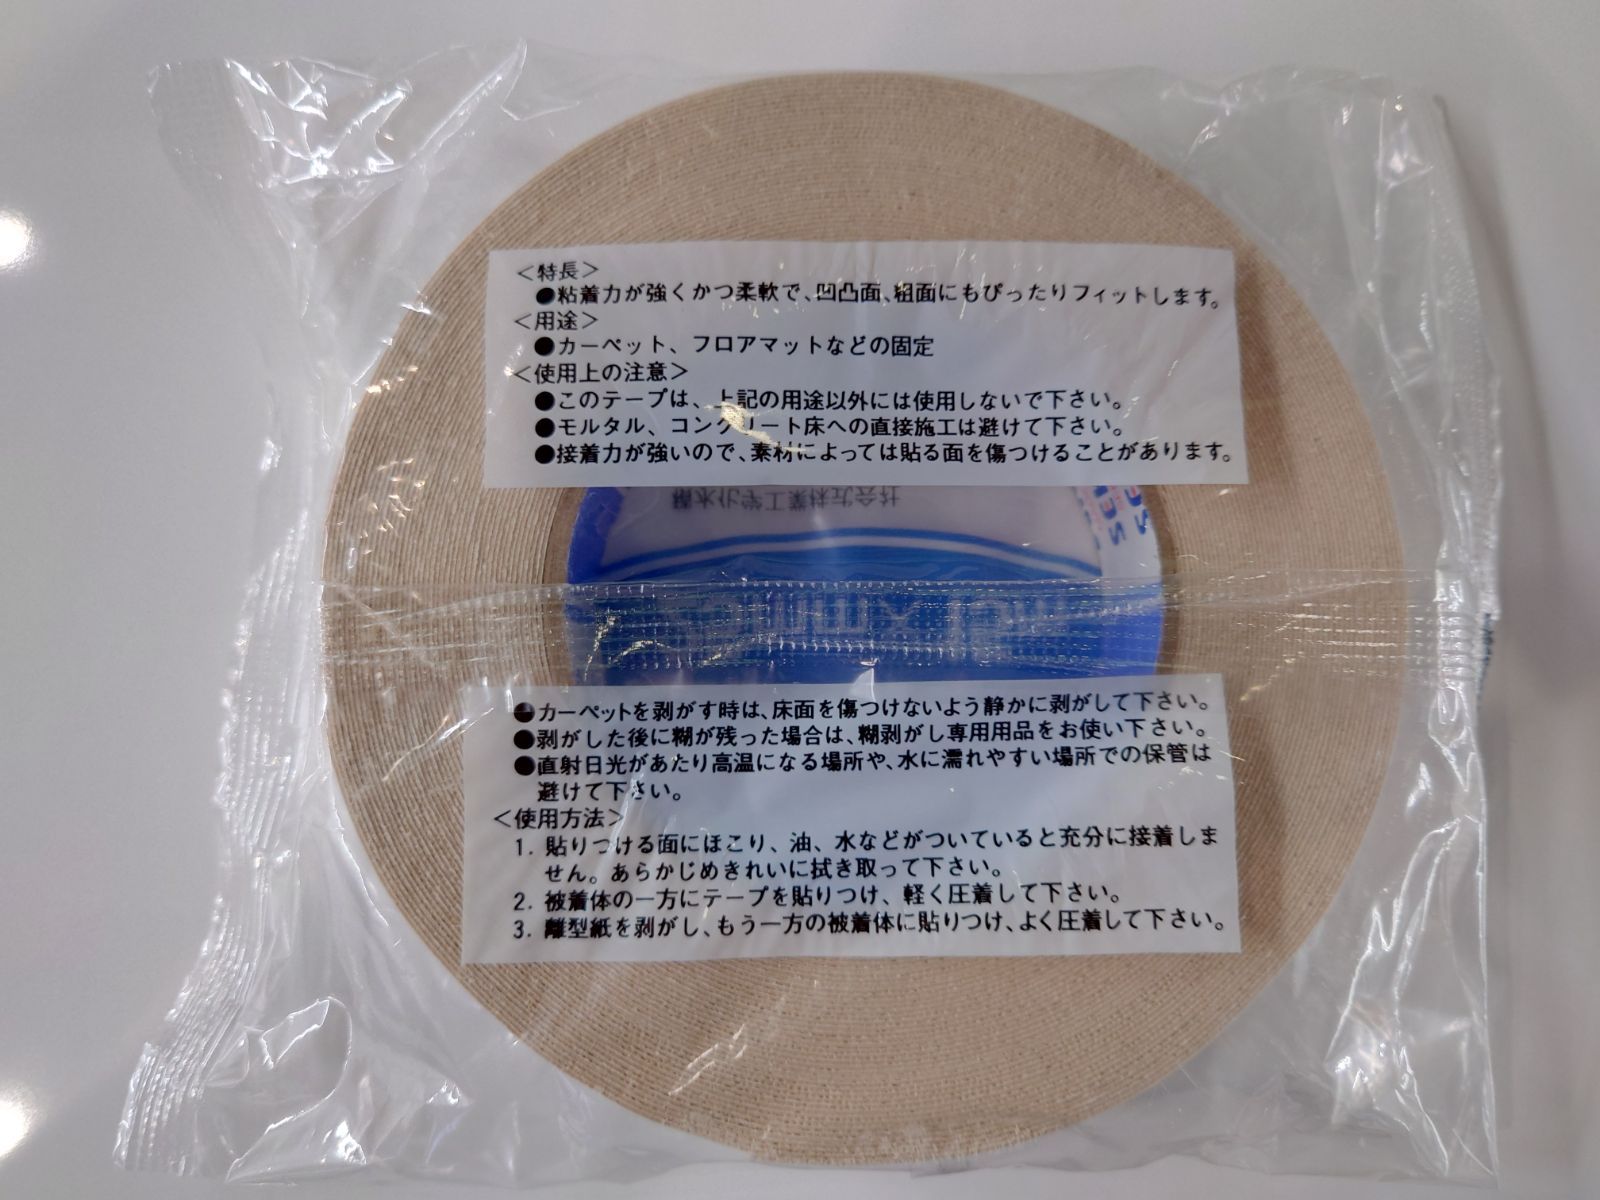 ＜特長＞
●粘着力が強くかつ柔軟で、凹凸面、粗面にもぴったりフィットします。
＜用途＞
●カーペット、フロアマットなどの固定
＜使用上の注意＞
●このテープは、上記の用途以外には使用しないで下さい。
●モルタル、コンクリート床への直接施工は避けて下さい。
●接着力が強いので、素材によっては貼る面を傷つけることがあります。
積水化学工業株式会社
●カーペットを剥がす時は、床面を傷つけないよう静かに剥がして下さい。
●剥がした後に糊が残った場合は、糊剥がし専用用品をお使い下さい。
●直射日光があたり高温になる場所や、水に濡れやすい場所での保管は
避けて下さい。
＜使用方法＞
1. 貼りつける面にほこり、油、水などがついていると充分に接着しま
せん。あらかじめきれいに拭き取って下さい。
2. 被着体の一方にテープを貼りつけ、軽く圧着して下さい。
3. 離型紙を剥がし、もう一方の被着体に貼りつけ、よく圧着して下さい。